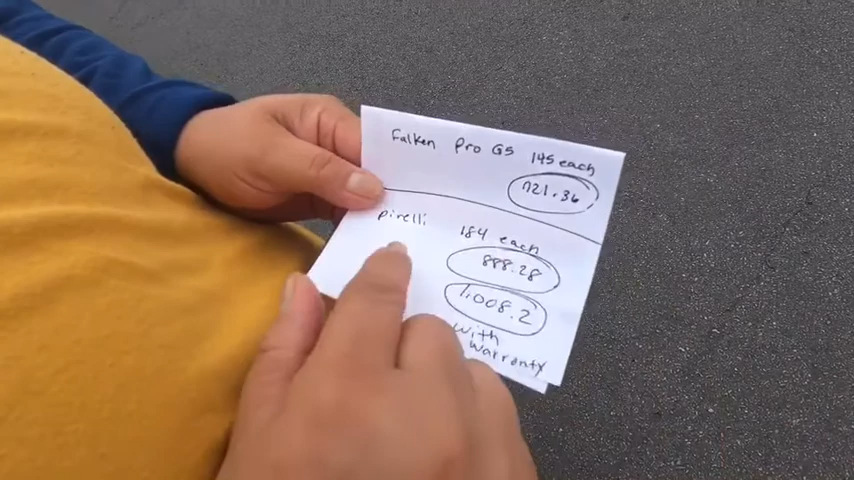 Falken Pro G5 145 each
721.36
pirelli
184 each
888.28
1,008.2
with
warranty